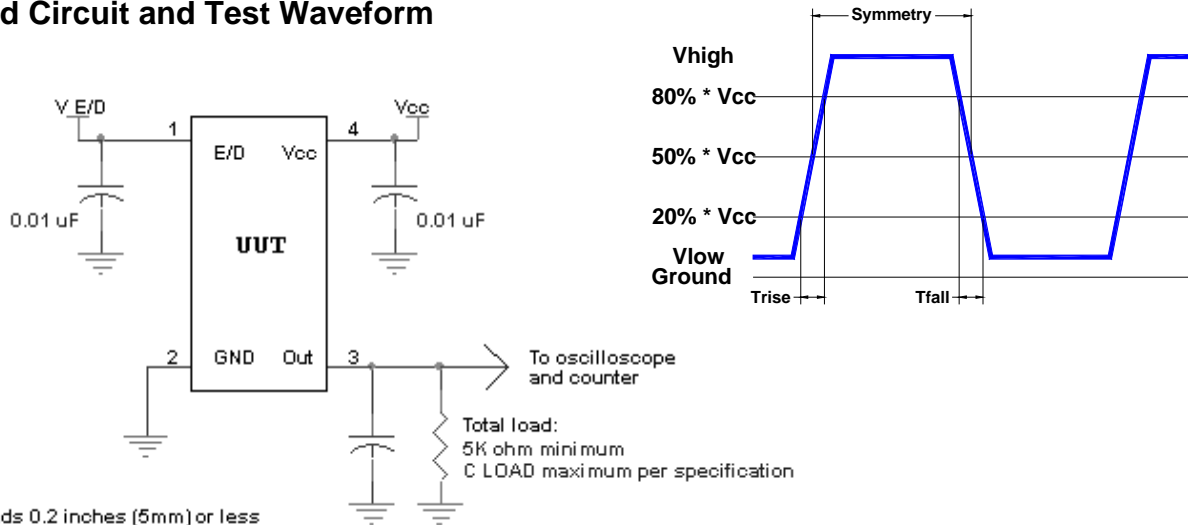 d Circuit and Test Waveform
V E/D
Vcc
1
4
E/D
Vcc
0.01 uF
0.01 uF
UUT
2
GND
Out
3
To oscilloscope
and counter
Total load:
5K ohm minimum
C LOAD maximum per specification
ds 0.2 inches (5mm) or less
Symmetry
Vhigh
80% * Vcc
50% * Vcc
20% * Vcc
Vlow
Ground
Trise
Tfall